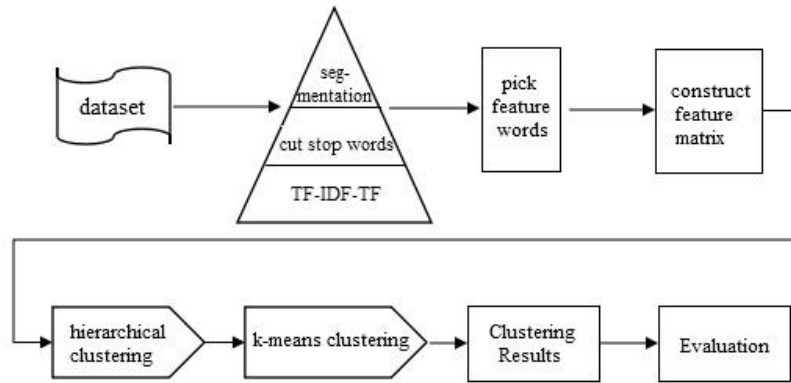 dataset
seg-
mentation
cut stop words
TF-IDF-TF
pick
feature
words
construct
feature
matrix
hierarchical
clustering
k-means clustering
Clustering
Results
Evaluation